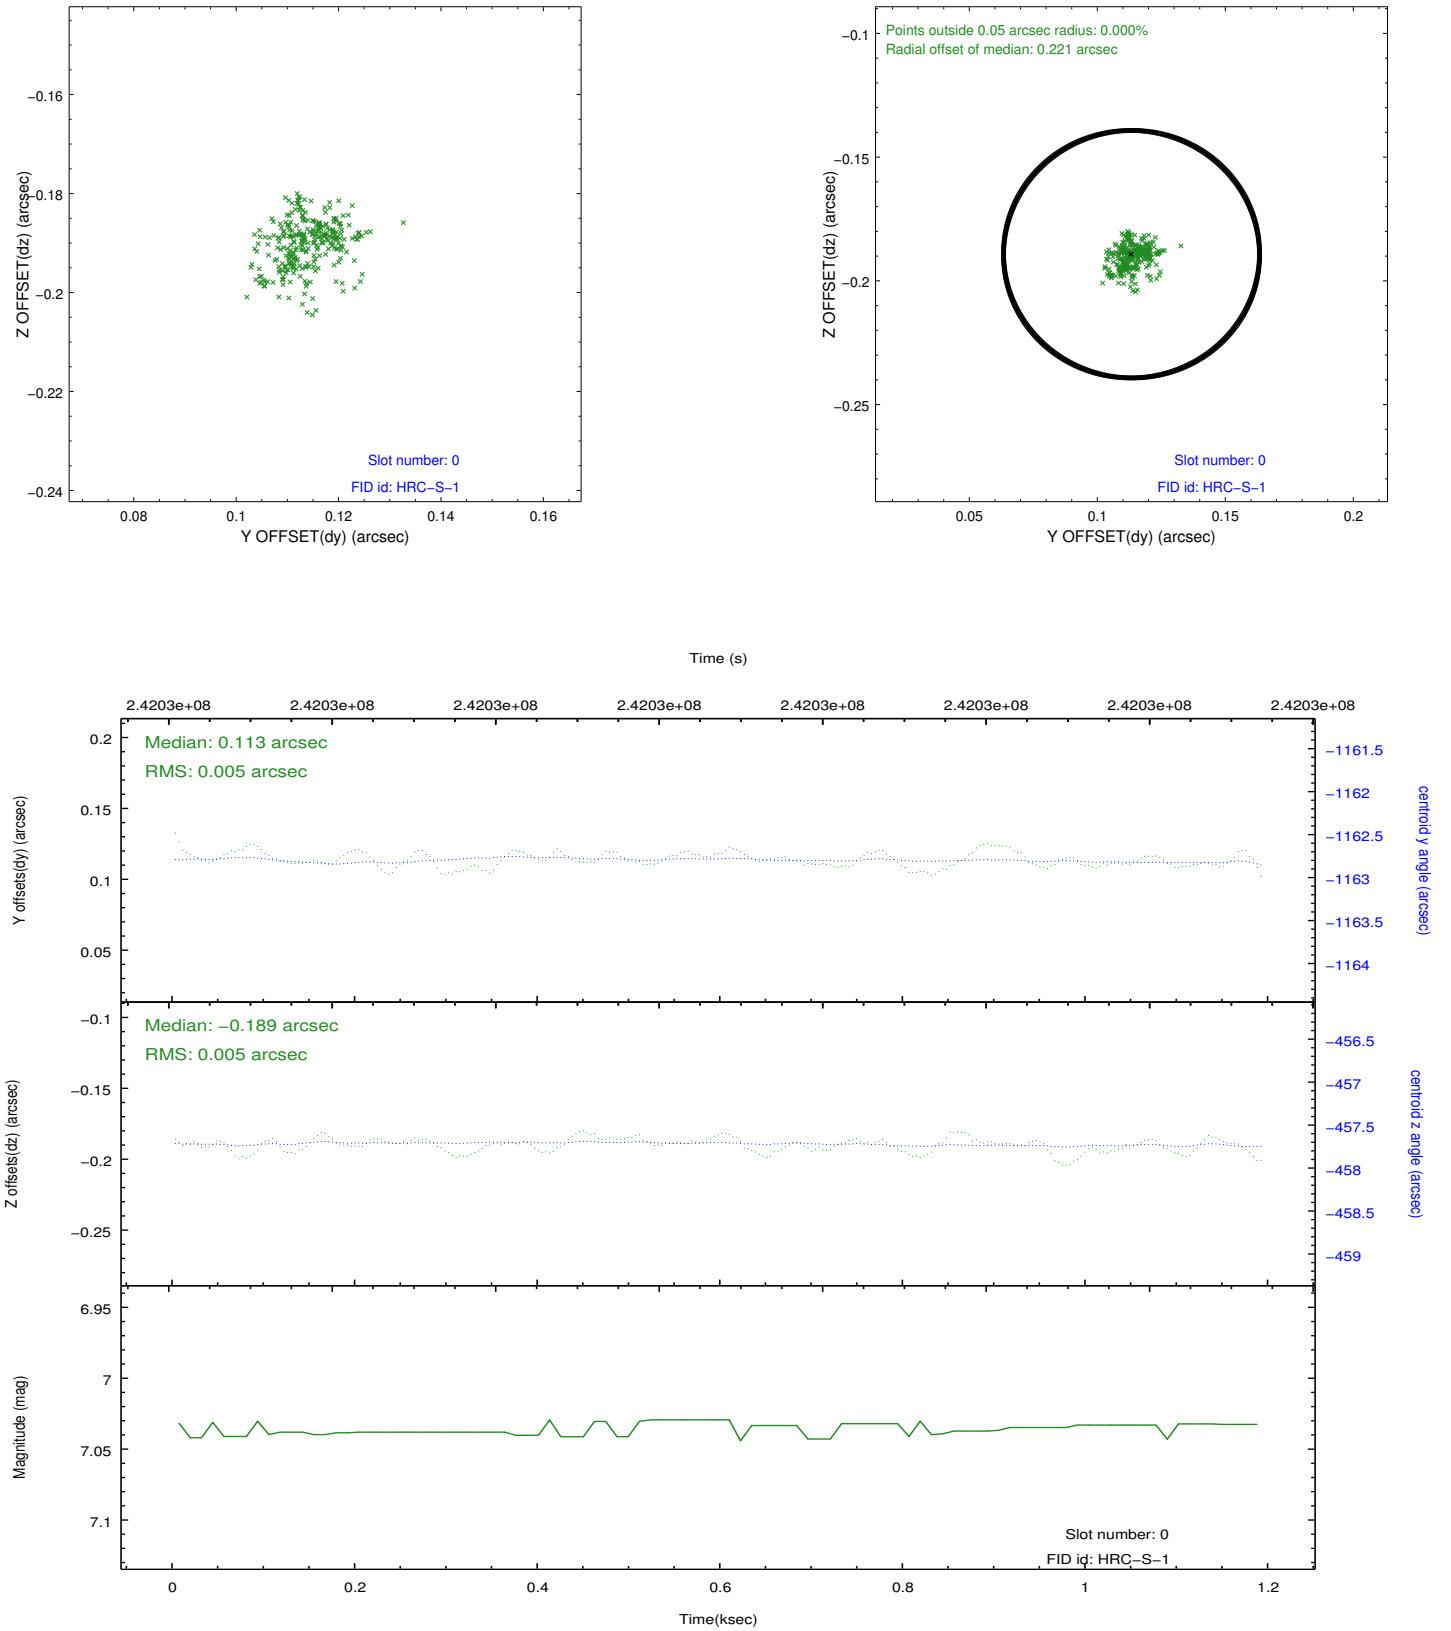 −0.16
−0.18
−0.2
−0.22
−0.24
Z OFFSET(dz) (arcsec)
Slot number: 0
FID id: HRC−S−1
0.08
0.1
0.12
0.14
0.16
Y OFFSET(dy) (arcsec)
Points outside 0.05 arcsec radius: 0.000%
Radial offset of median: 0.221 arcsec
−0.1
−0.15
−0.2
−0.25
Z OFFSET(dz) (arcsec)
Slot number: 0
FID id: HRC−S−1
0.05
0.1
0.15
0.2
Y OFFSET(dy) (arcsec)
Time (s)
2.4203e+08
2.4203e+08
2.4203e+08
2.4203e+08
2.4203e+08
2.4203e+08
2.4203e+08
2.4203e+08
Median: 0.113 arcsec
RMS: 0.005 arcsec
0.2
0.15
0.1
0.05
Y offsets(dy) (arcsec)
−1161.5
−1162
−1162.5
−1163
−1163.5
−1164
centroid y angle (arcsec)
Median: −0.189 arcsec
RMS: 0.005 arcsec
−0.1
−0.15
−0.2
−0.25
Z offsets(dz) (arcsec)
−456.5
−457
−457.5
−458
−458.5
−459
centroid z angle (arcsec)
6.95
7
7.05
7.1
Magnitude (mag)
Slot number: 0
FID id: HRC−S−1
0
0.2
0.4
0.6
0.8
1
1.2
Time(ksec)